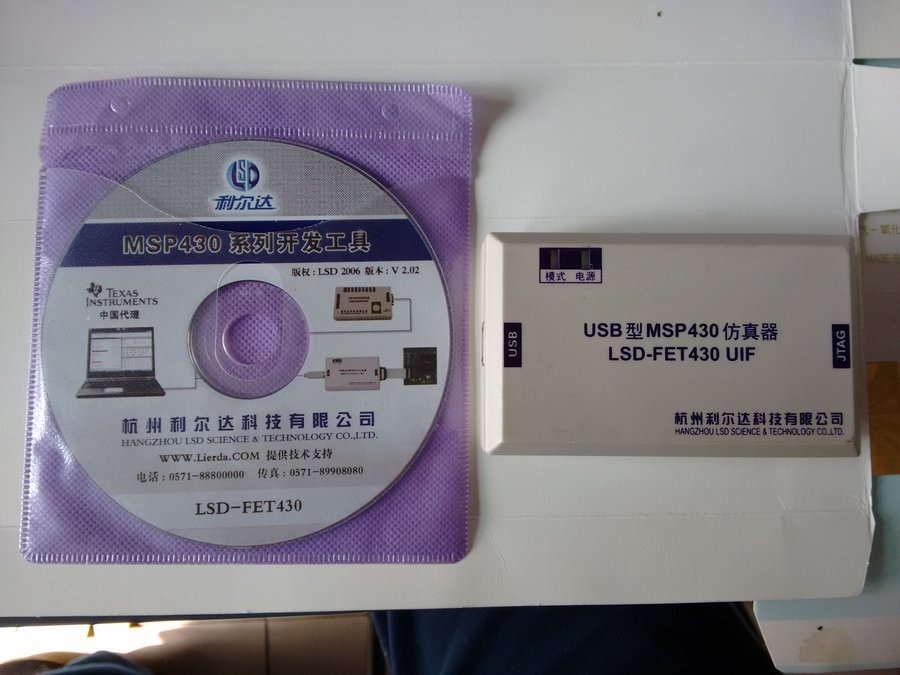 LSD
利尔达
MSP430 系列开发工具
版权:LSD 2006 版本:V 2.02
TEXAS
INSTRUMENTS
中国代理
杭州利尔达科技有限公司
HANGZHOU LSD SCIENCE & TECHNOLOGY CO.,LTD.
WWW.Lierda.COM 提供技术支持
电话:0571-88800000 传真:0571-89908080
LSD-FET430
模式 电源
USB
USB型MSP430仿真器
LSD-FET430 UIF
JTAG
杭州利尔达科技有限公司
HANGZHOU LSD SCIENCE & TECHNOLOGY CO.,LTD.